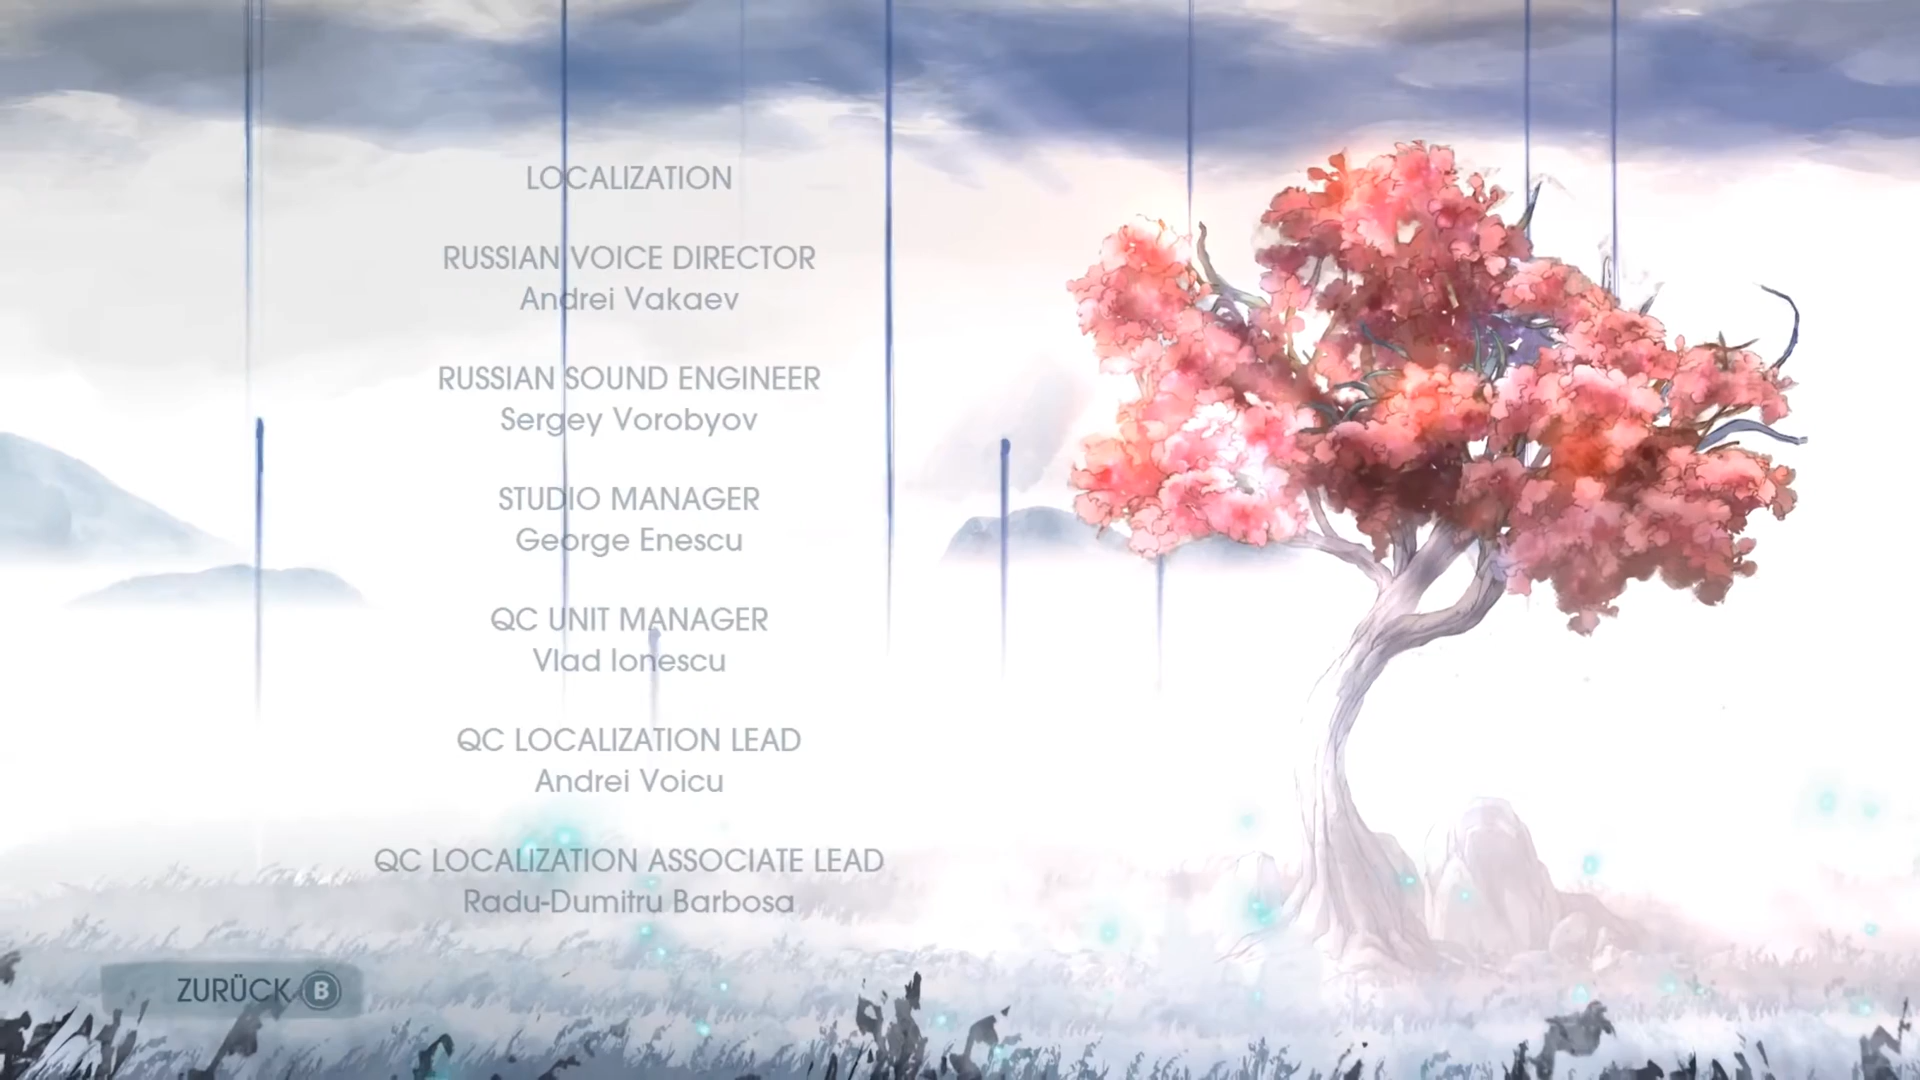 LOCALIZATION
RUSSIAN VOICE DIRECTOR
Andrei Vakaev
RUSSIAN SOUND ENGINEER
Sergey Vorobyov
STUDIO MANAGER
George Enescu
QC UNIT MANAGER
Vlad Ionescu
QC LOCALIZATION LEAD
Andrei Voicu
QC LOCALIZATION ASSOCIATE LEAD
Radu-Dumitru Barbosa
ZURÜCK B